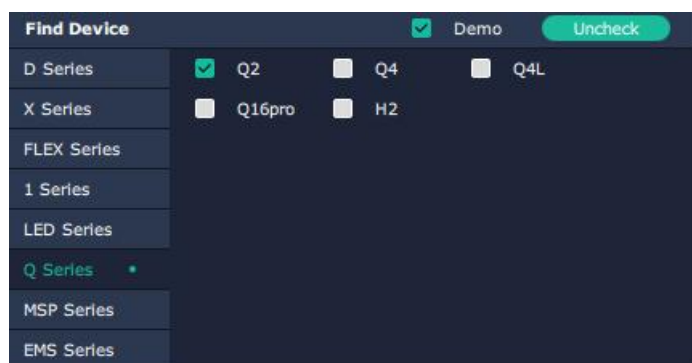 Find Device Demo Uncheck
D Series Q2 Q4 Q4L
X Series Q16pro H2
FLEX Series
1 Series
LED Series
Q Series
MSP Series
EMS Series